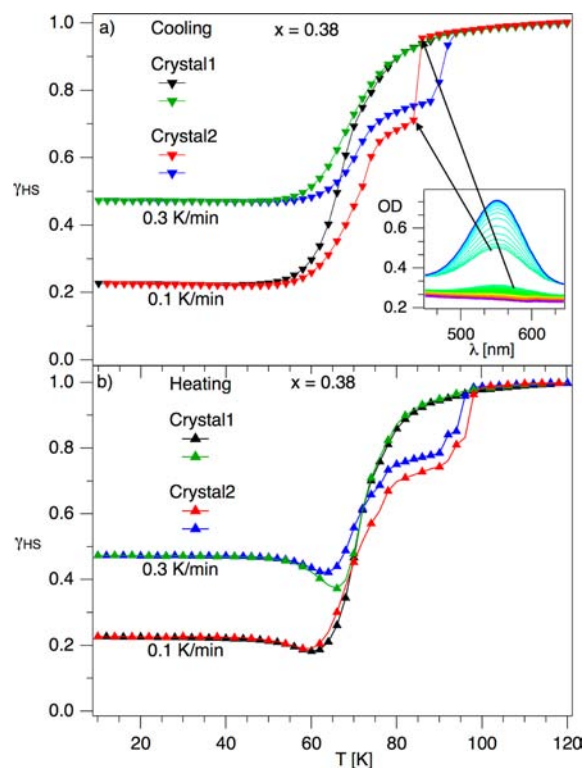 a) Cooling x = 0.38
Crystal1
Crystal2
0.3 K/min
0.1 K/min
γHS
1.0
0.8
0.6
0.4
0.2
0.0
OD
0.6
0.4
0.2
500 600
λ [nm]
b) Heating x = 0.38
Crystal1
Crystal2
0.3 K/min
0.1 K/min
γHS
1.0
0.8
0.6
0.4
0.2
0.0
20 40 60 80 100 120
T [K]